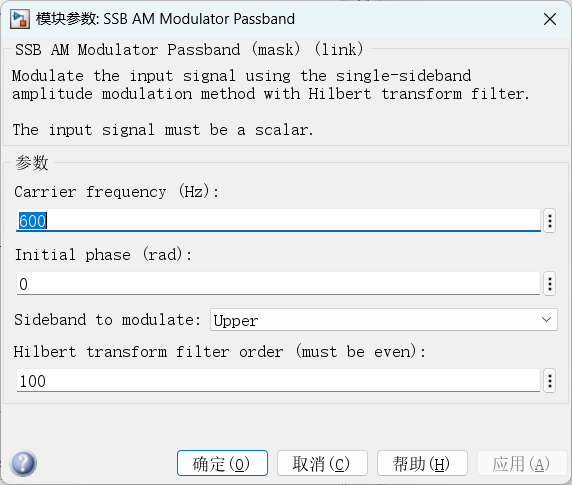 模块参数: SSB AM Modulator Passband
SSB AM Modulator Passband (mask) (link)
Modulate the input signal using the single-sideband
amplitude modulation method with Hilbert transform filter.
The input signal must be a scalar.
参数
Carrier frequency (Hz):
600
Initial phase (rad):
0
Sideband to modulate: Upper
Hilbert transform filter order (must be even):
100
确定(O) 取消(C) 帮助(H) 应用(A)